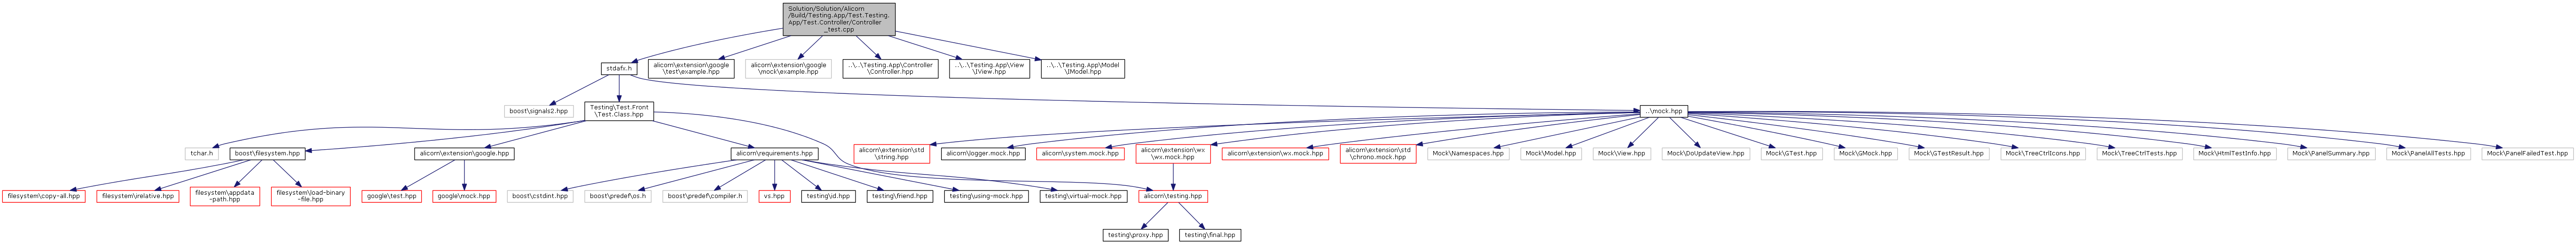 Solution/Solution/Alicorn
/Build/Testing.App/Test.Testing.
App/Test.Controller/Controller
_test.cpp
stdafx.h
alicorn\extension\google
\test\example.hpp
alicorn\extension\google
\mock\example.hpp
..\..\Testing.App\Controller
\Controller.hpp
..\..\Testing.App\View
\IView.hpp
..\..\Testing.App\Model
\IModel.hpp
boost\signals2.hpp
Testing\Test.Front
\Test.Class.hpp
..\mock.hpp
tchar.h
boost\filesystem.hpp
alicorn\extension\google.hpp
alicorn\requirements.hpp
alicorn\extension\std
\string.hpp
alicorn\logger.mock.hpp
alicorn\system.mock.hpp
alicorn\extension\wx
\wx.mock.hpp
alicorn\extension\wx.mock.hpp
alicorn\extension\std
\chrono.mock.hpp
Mock\Namespaces.hpp
Mock\Model.hpp
Mock\View.hpp
Mock\DoUpdateView.hpp
Mock\GTest.hpp
Mock\GMock.hpp
Mock\GTestResult.hpp
Mock\TreeCtrlIcons.hpp
Mock\TreeCtrlTests.hpp
Mock\HtmlTestInfo.hpp
Mock\PanelSummary.hpp
Mock\PanelAllTests.hpp
Mock\PanelFailedTest.hpp
filesystem\copy-all.hpp
filesystem\relative.hpp
filesystem\appdata
-path.hpp
filesystem\load-binary
-file.hpp
google\test.hpp
google\mock.hpp
boost\cstdint.hpp
boost\predef\os.h
boost\predef\compiler.h
vs.hpp
testing\id.hpp
testing\friend.hpp
testing\using-mock.hpp
testing\virtual-mock.hpp
alicorn\testing.hpp
testing\proxy.hpp
testing\final.hpp